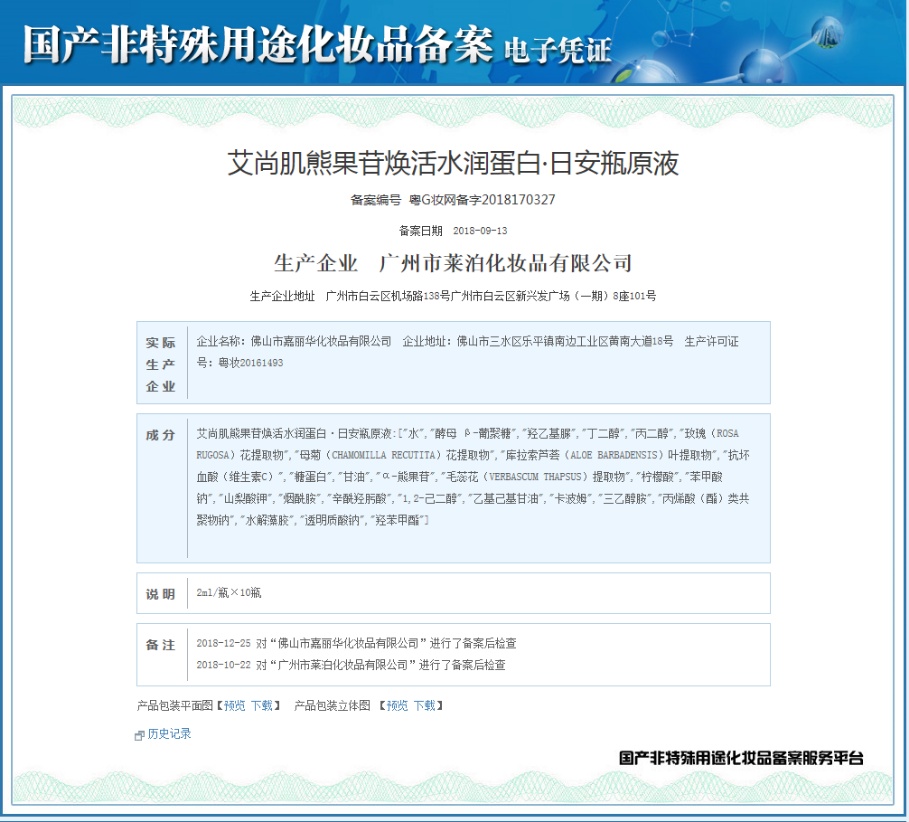 国产非特殊用途化妆品备案 电子凭证
艾尚肌熊果苷焕活水润蛋白·日安瓶原液
备案编号 粤G妆网备字2018170327
备案日期 2018-09-13
生产企业 广州市莱泊化妆品有限公司
生产企业地址 广州市白云区机场路138号广州市白云区新兴发广场（一期）8座101号
实际生产企业
企业名称：佛山市嘉丽华化妆品有限公司 企业地址：佛山市三水区乐平镇南边工业区黄南大道18号 生产许可证
号：粤妆20161493
成分
艾尚肌熊果苷焕活水润蛋白·日安瓶原液:["水","酵母 β-葡聚糖","羟乙基脲","丁二醇","丙二醇","玫瑰（ROSA
RUGOSA）花提取物","母菊（CHAMOMILLA RECUTITA）花提取物","库拉索芦荟（ALOE BARBADENSIS）叶提取物","抗坏
血酸（维生素C）","糖蛋白","甘油","α-熊果苷","毛蕊花（VERBASCUM THAPSUS）提取物","柠檬酸","苯甲酸
钠","山梨酸钾","烟酰胺","辛酰羟肟酸","1,2-己二醇","乙基己基甘油","卡波姆","三乙醇胺","丙烯酸（酯）类共
聚物钠","水解藻胶","透明质酸钠","羟苯甲酯"]
说明
2ml/瓶×10瓶
备注
2018-12-25 对“佛山市嘉丽华化妆品有限公司”进行了备案后检查
2018-10-22 对“广州市莱泊化妆品有限公司”进行了备案后检查
产品包装平面图【预览 下载】 产品包装立体图 【预览 下载】
历史记录
国产非特殊用途化妆品备案服务平台